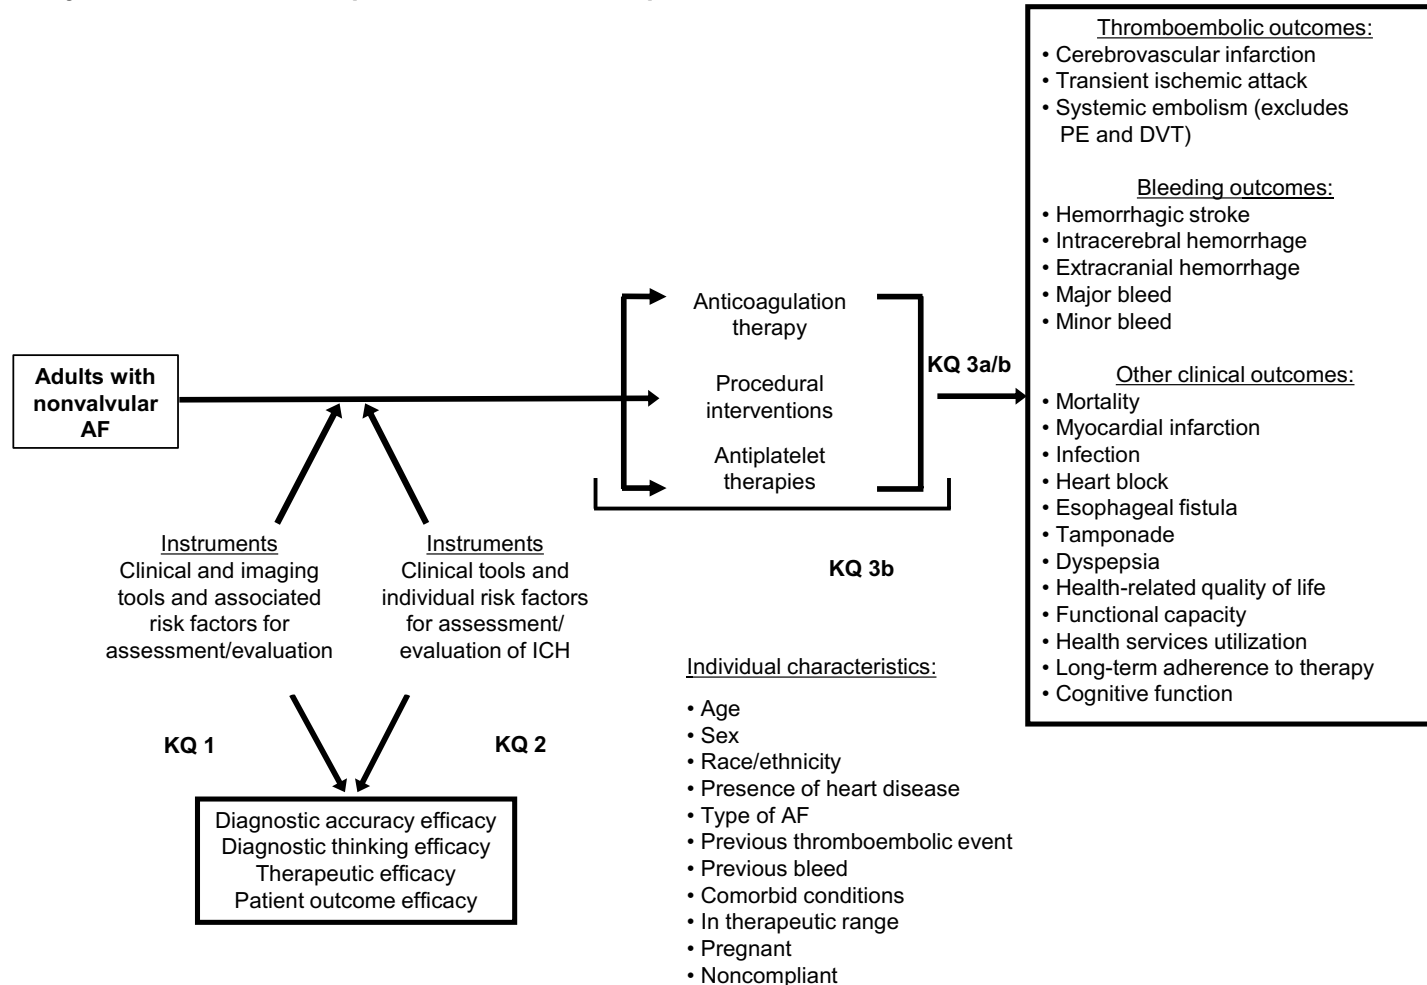 Adults with
nonvalvular
AF
Instruments
Clinical and imaging
tools and associated
risk factors for
assessment/evaluation
Instruments
Clinical tools and
individual risk factors
for assessment/
evaluation of ICH
KQ 1
KQ 2
Diagnostic accuracy efficacy
Diagnostic thinking efficacy
Therapeutic efficacy
Patient outcome efficacy
Anticoagulation
therapy
Procedural
interventions
Antiplatelet
therapies
KQ 3a/b
KQ 3b
Individual characteristics:
• Age
• Sex
• Race/ethnicity
• Presence of heart disease
• Type of AF
• Previous thromboembolic event
• Previous bleed
• Comorbid conditions
• In therapeutic range
• Pregnant
• Noncompliant
Thromboembolic outcomes:
• Cerebrovascular infarction
• Transient ischemic attack
• Systemic embolism (excludes
PE and DVT)
Bleeding outcomes:
• Hemorrhagic stroke
• Intracerebral hemorrhage
• Extracranial hemorrhage
• Major bleed
• Minor bleed
Other clinical outcomes:
• Mortality
• Myocardial infarction
• Infection
• Heart block
• Esophageal fistula
• Tamponade
• Dyspepsia
• Health-related quality of life
• Functional capacity
• Health services utilization
• Long-term adherence to therapy
• Cognitive function